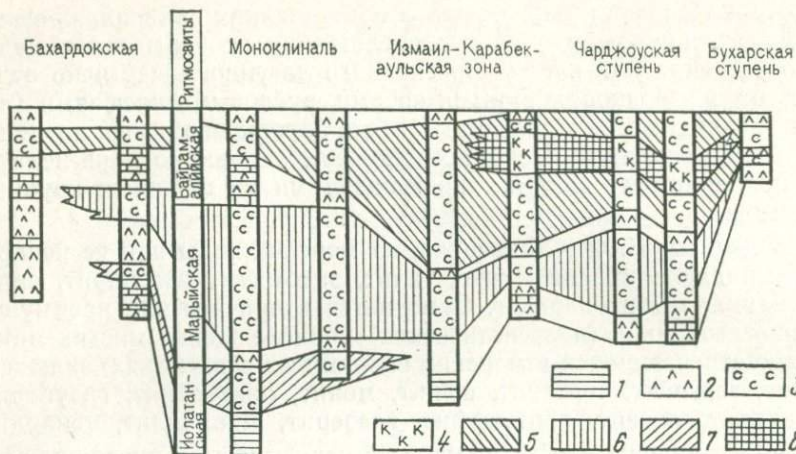 Бахардокская
Ритмосвиты
Моноклиналь
Измаил-Карабек-
аульская зона
Чарджоуская
ступень
Бухарская
ступень
Байрам-
алийская
Марыйская
Иолатан-
ская
1
2
3
4
5
6
7
8